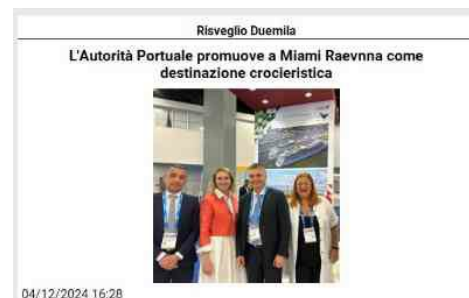 Risveglio Duemila
L'Autorità Portuale promuove a Miami Raevnna come
destinazione crocieristica
04/12/2024 16:28